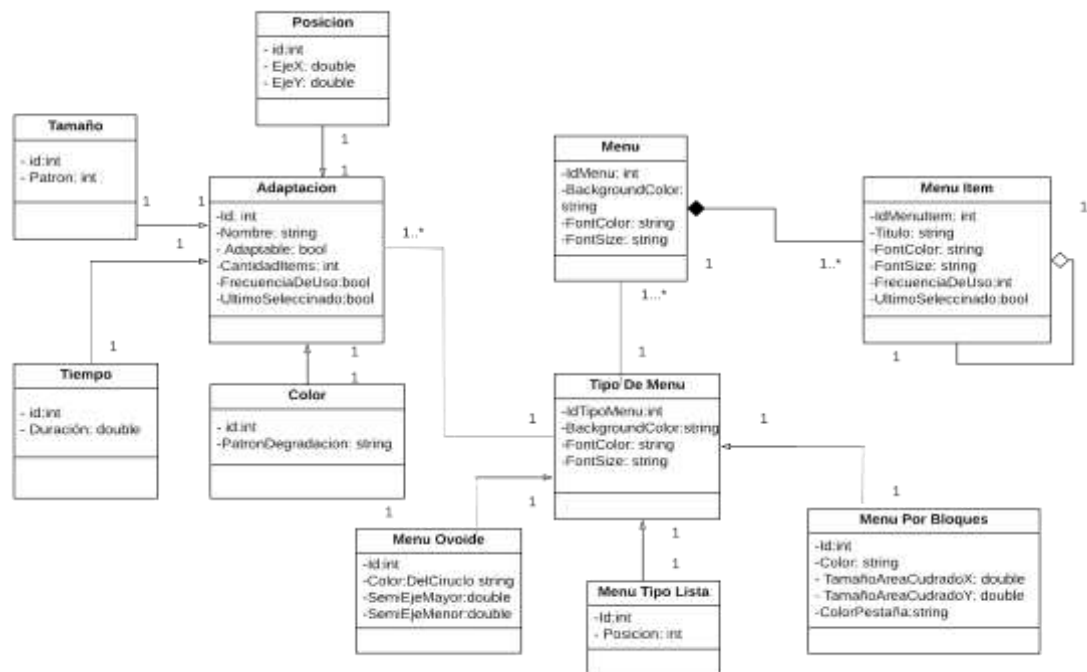 Posicion
- id:int
- EjeX: double
- EjeY: double
1
1
Tamaño
- id:int
- Patron: int
1
1
Adaptacion
-Id: int
-Nombre: string
- Adaptable: bool
-CantidadItems: int
-FrecuenciaDeUso:bool
-UltimoSeleccinado:bool
1
1..*
Menu
-IdMenu: int
-BackgroundColor:
string
-FontColor: string
-FontSize: string
1
1..*
1...*
Menu Item
-IdMenuItem: int
-Titulo: string
-FontColor: string
-FontSize: string
-FrecuenciaDeUso:int
-UltimoSeleccinado:bool
1
1
1
Tiempo
- id:int
- Duración: double
1
1
Color
- id:int
-PatronDegradacion: string
1
Tipo De Menu
-IdTipoMenu:int
-BackgroundColor:string
-FontColor: string
-FontSize: string
1
1
1
1
Menu Ovoide
-Id:int
-Color:DelCiruclo string
-SemiEjeMayor:double
-SemiEjeMenor:double
1
1
1
Menu Tipo Lista
-Id:int
- Posicion: int
1
Menu Por Bloques
-Id:int
-Color: string
- TamañoAreaCudradoX: double
- TamañoAreaCudradoY: double
-ColorPestaña:string